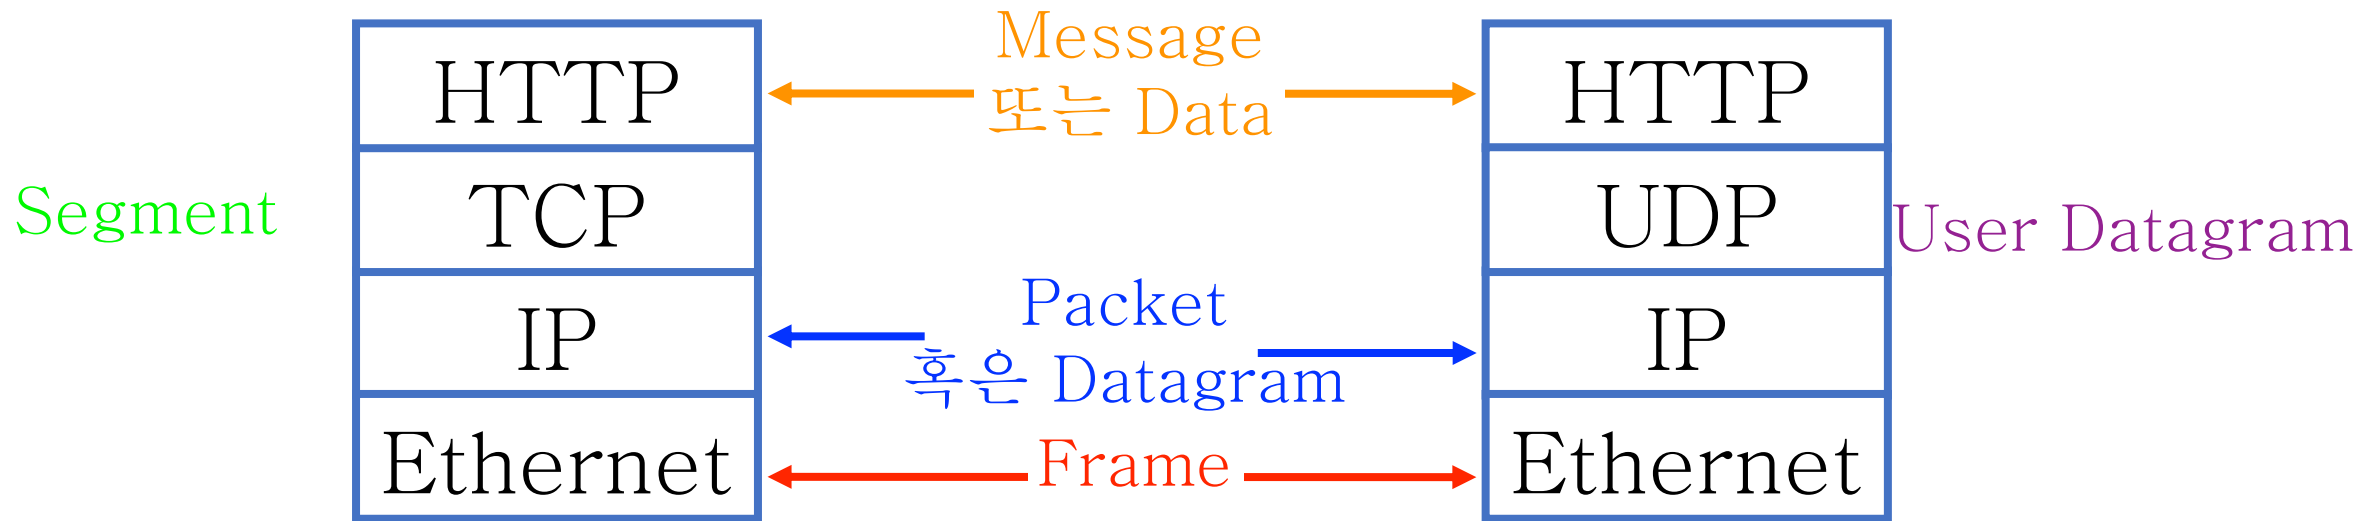 HTTP
Message
또는 Data
HTTP
Segment
TCP
UDP
User Datagram
IP
Packet
혹은 Datagram
IP
Ethernet
Frame
Ethernet